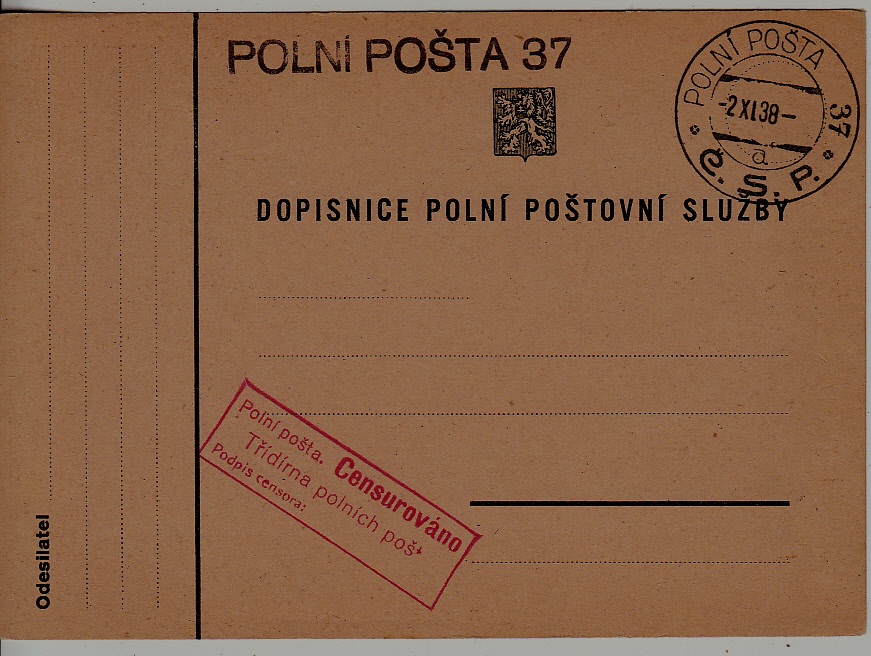 POLNÍ POŠTA 37
POLNÍ POŠTA 37
-2 XI.38-
a
Č. S. P.
DOPISNICE POLNÍ POŠTOVNÍ SLUŽBY
Polní pošta. Censurováno
Třídírna polních pošt
Podpis censora:
Odesilatel